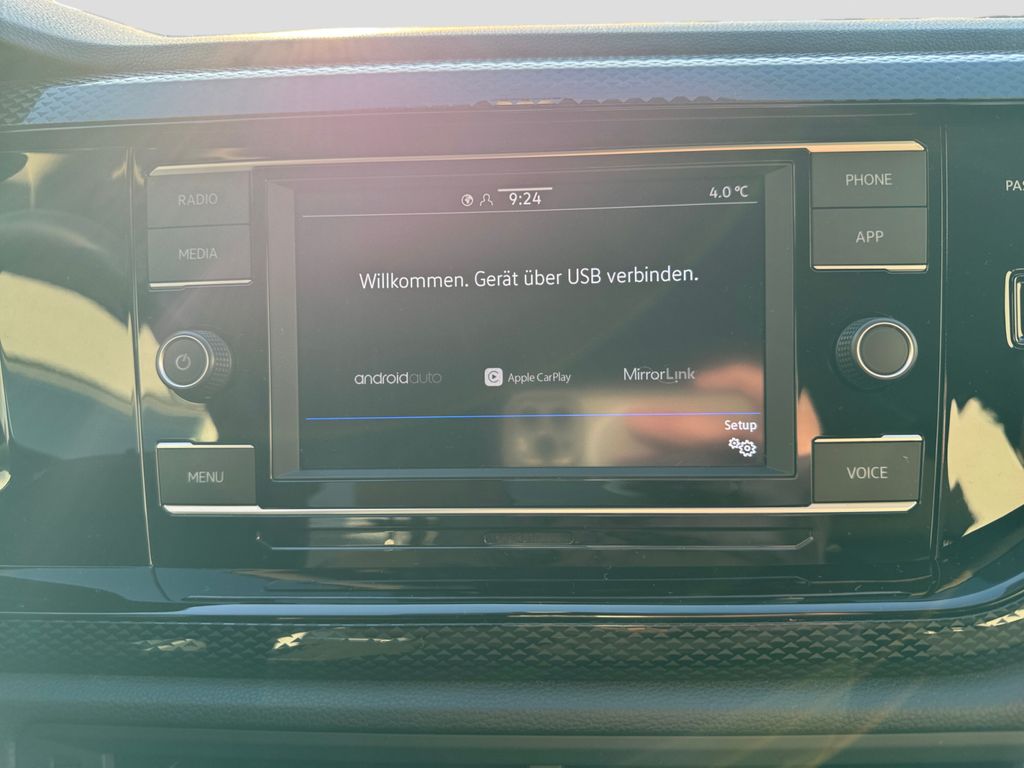 9:24
4.0 °C
RADIO
MEDIA
PHONE
APP
Willkommen. Gerät über USB verbinden.
androidauto
Apple CarPlay
MirrorLink
Setup
MENU
VOICE